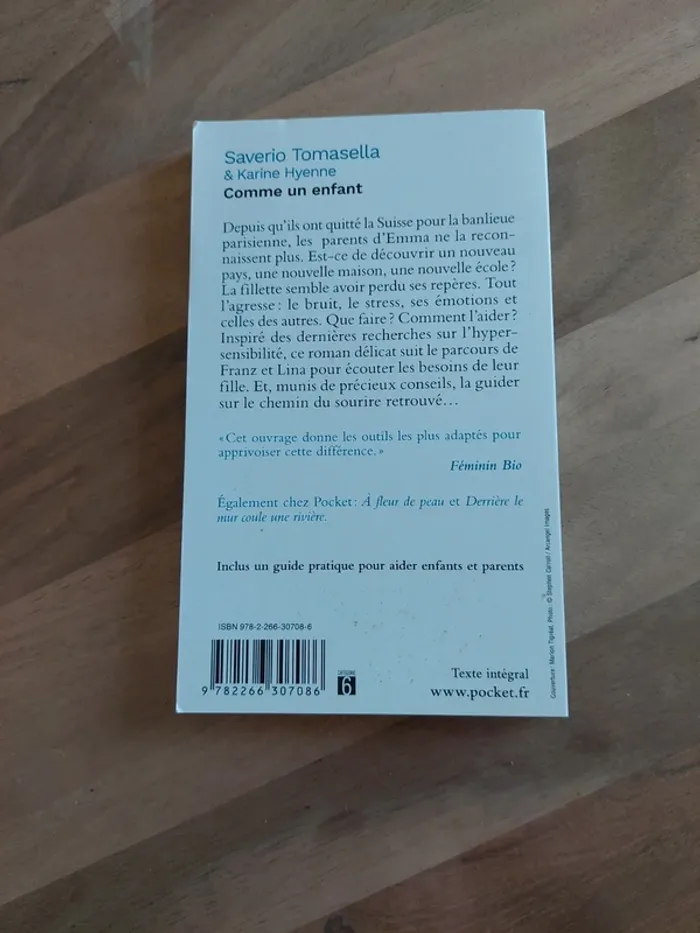 Saverio Tomasella
& Karine Hyenne
Comme un enfant
Depuis qu'ils ont quitté la Suisse pour la banlieue
parisienne, les parents d'Emma ne la recon-
naissent plus. Est-ce de découvrir un nouveau
pays, une nouvelle maison, une nouvelle école ?
La fillette semble avoir perdu ses repères. Tout
l'agresse : le bruit, le stress, ses émotions et
celles des autres. Que faire ? Comment l'aider ?
Inspiré des dernières recherches sur l'hyper-
sensibilité, ce roman délicat suit le parcours de
Franz et Lina pour écouter les besoins de leur
fille. Et, munis de précieux conseils, la guider
sur le chemin du sourire retrouvé…
« Cet ouvrage donne les outils les plus adaptés pour
apprivoiser cette différence. »
Féminin Bio
Également chez Pocket : À fleur de peau et Derrière le
mur coule une rivière.
Inclus un guide pratique pour aider enfants et parents
ISBN 978-2-266-30708-6
9 782266 307086
6
Texte intégral
www.pocket.fr
Couverture : Photo : © Stephen Carroll / Arcangel Images.